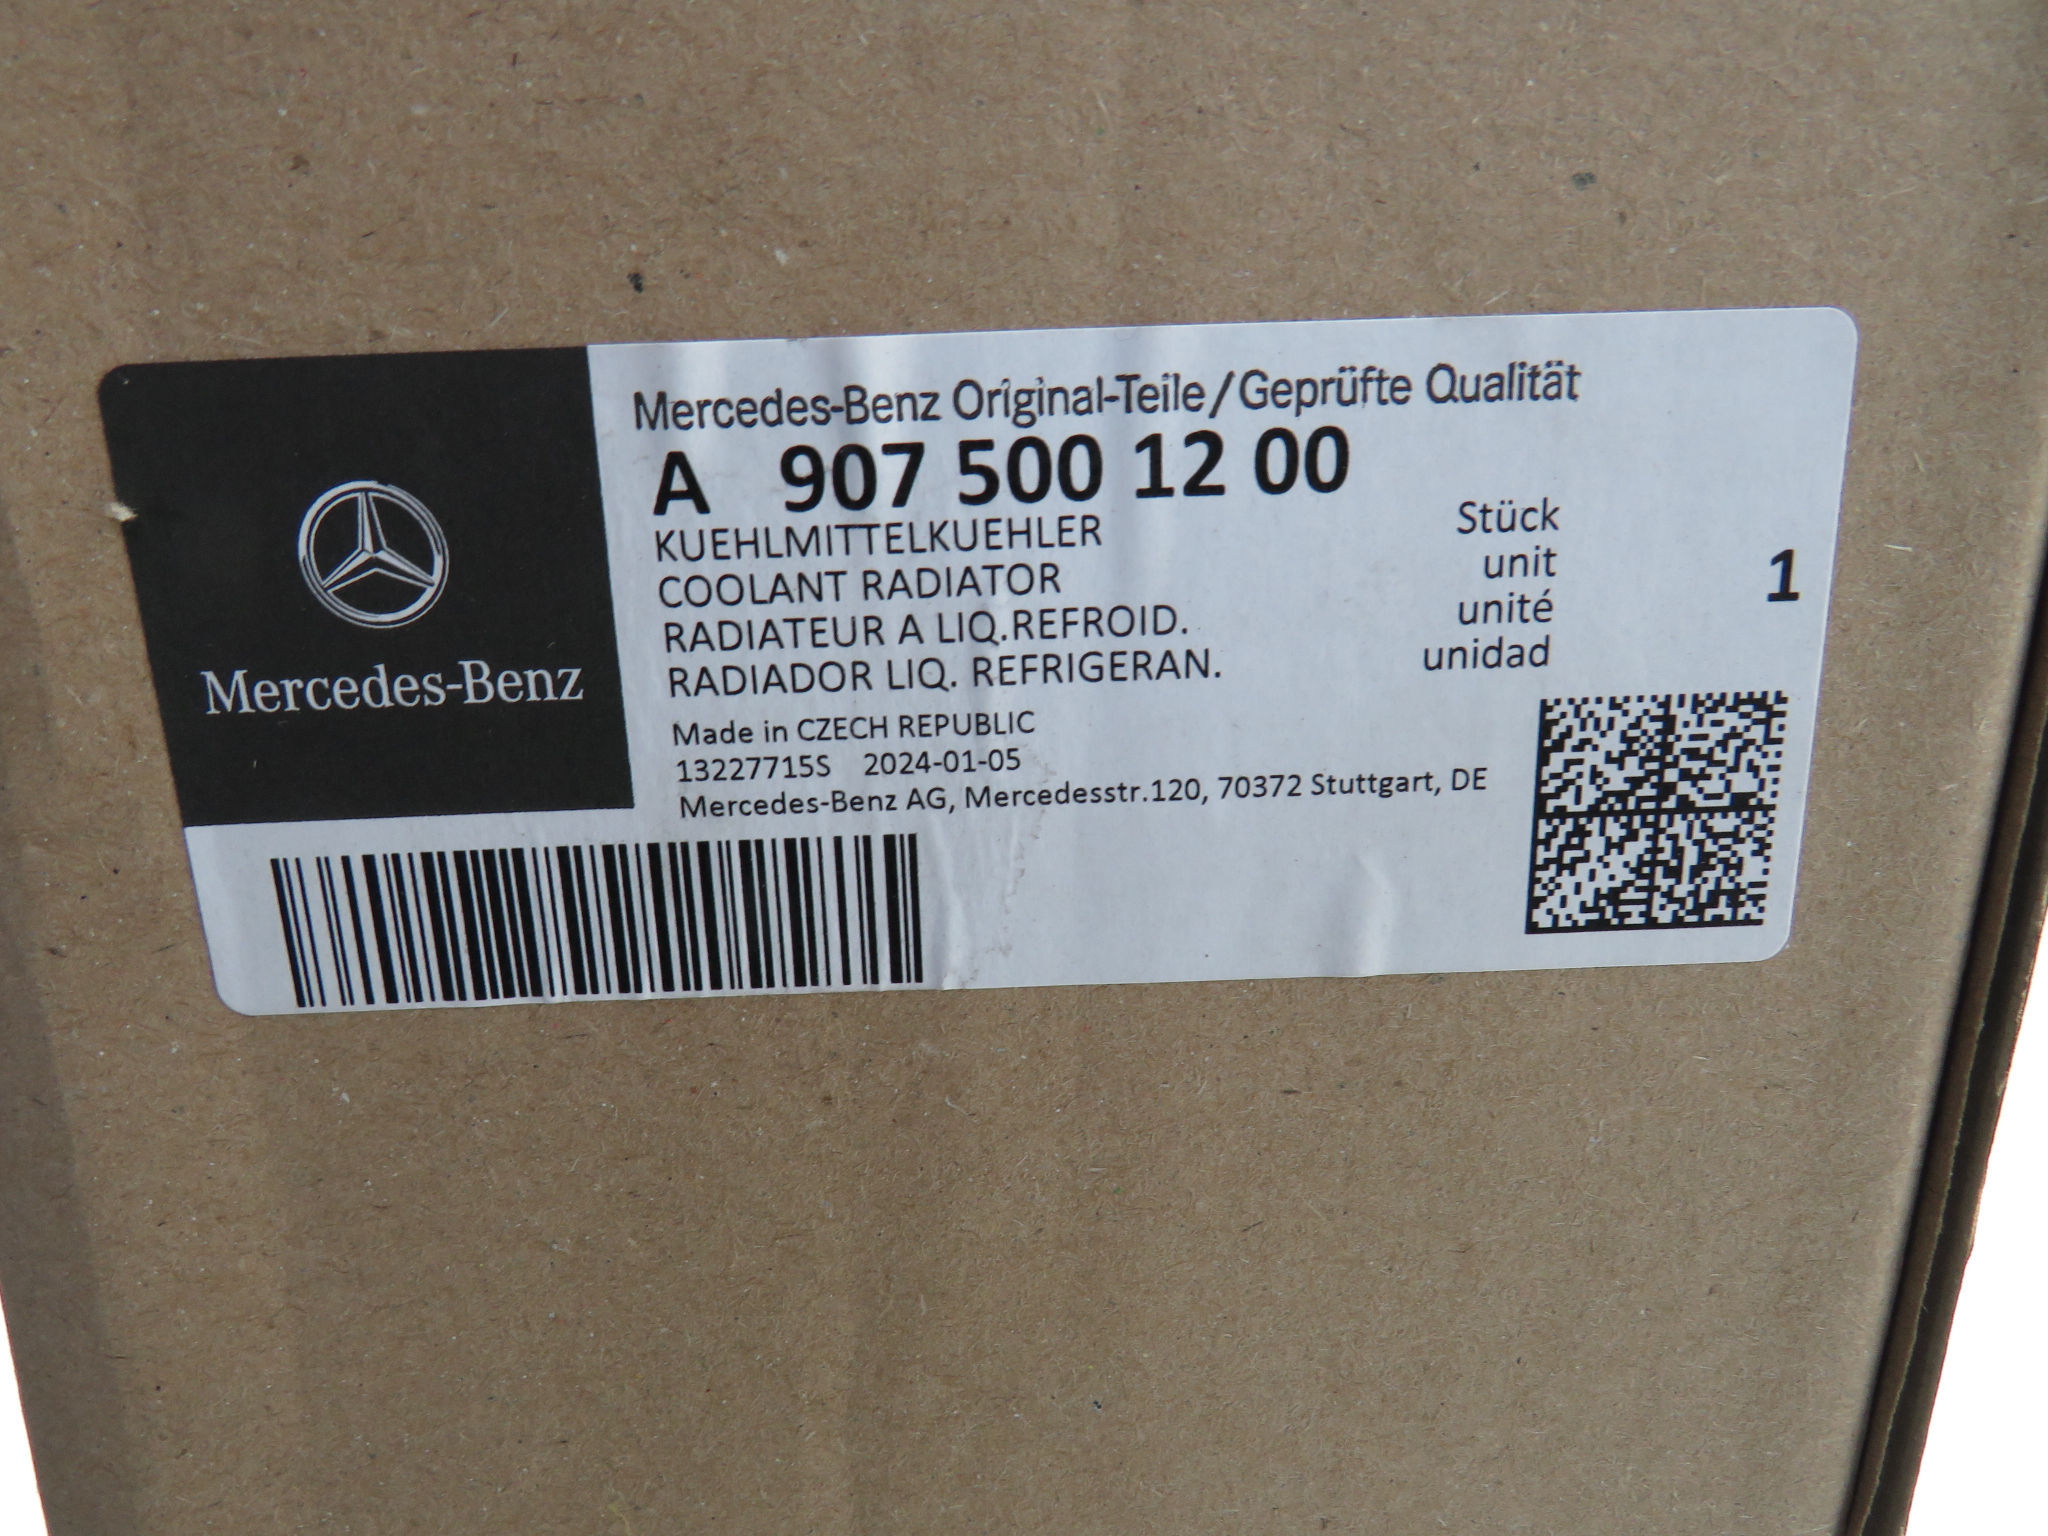 Mercedes-Benz
Mercedes-Benz Original-Teile/Geprüfte Qualität
A 907 500 12 00
KUEHLMITTELKUEHLER
COOLANT RADIATOR
RADIATEUR A LIQ.REFROID.
RADIADOR LIQ. REFRIGERAN.
Stück
unit
unité
unidad
1
Made in CZECH REPUBLIC
13227715S 2024-01-05
Mercedes-Benz AG, Mercedesstr.120, 70372 Stuttgart, DE